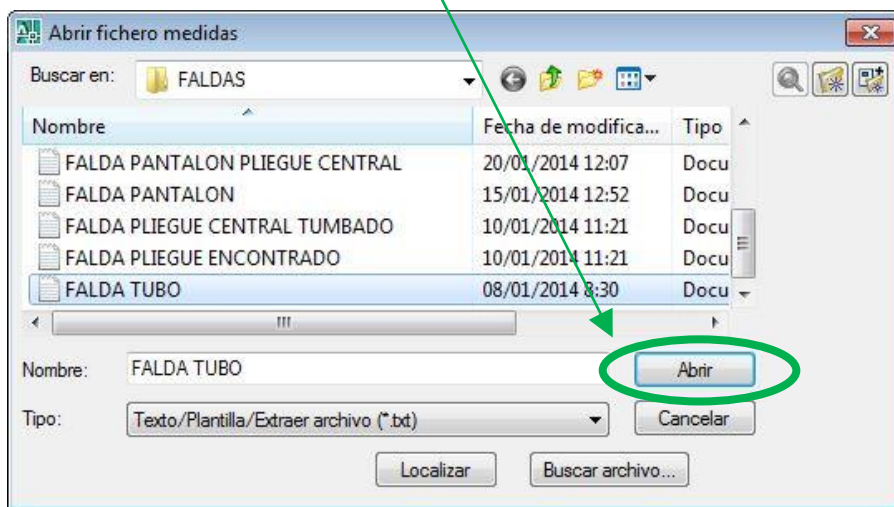 Abrir fichero medidas
Buscar en: FALDAS
Nombre Fecha de modifica... Tipo
FALDA PANTALON PLIEGUE CENTRAL 20/01/2014 12:07 Docu
FALDA PANTALON 15/01/2014 12:52 Docu
FALDA PLIEGUE CENTRAL TUMBADO 10/01/2014 11:21 Docu
FALDA PLIEGUE ENCONTRADO 10/01/2014 11:21 Docu
FALDA TUBO 08/01/2014 8:30 Docu
Nombre: FALDA TUBO Abrir
Tipo: Texto/Plantilla/Extraer archivo (*.txt) Cancelar
Localizar Buscar archivo...